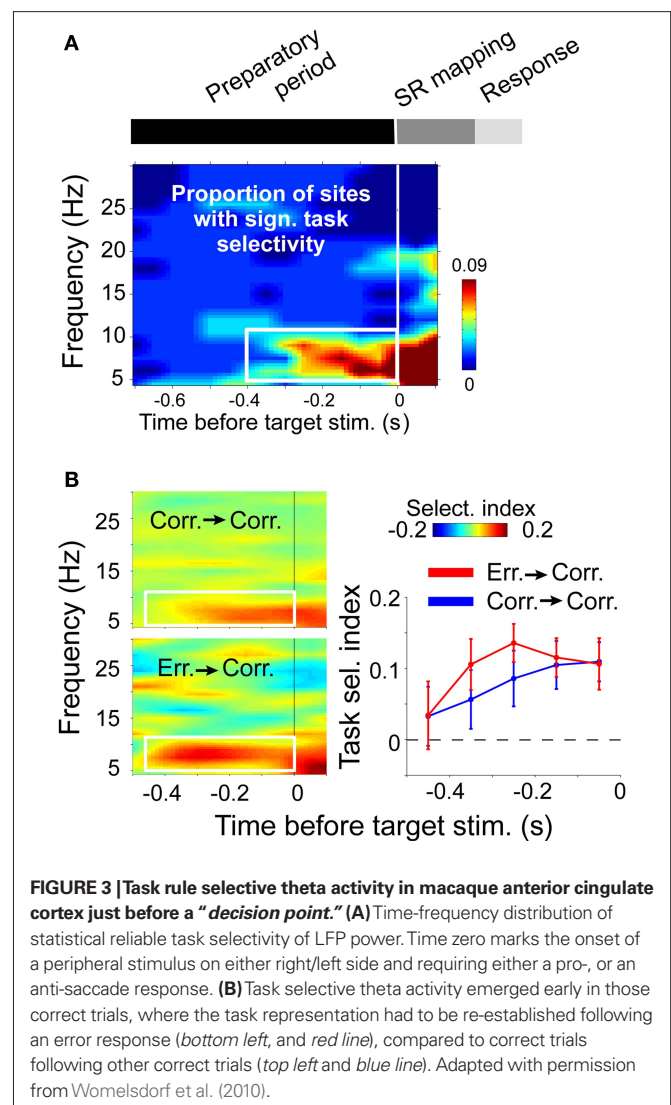 A
Preparatory
period
SR mapping
Response
Proportion of sites
with sign. task
selectivity
Frequency (Hz)
25
20
15
10
5
0.09
0
-0.6
-0.4
-0.2
0
Time before target stim. (s)
B
Corr.→Corr.
Frequency (Hz)
25
15
5
Err.→Corr.
25
15
5
-0.4
-0.2
0
Select. index
-0.2
0.2
Err.→Corr.
Corr.→Corr.
Task sel. index
0.2
0.1
0
-0.4
-0.2
0
Time before target stim. (s)
FIGURE 3 | Task rule selective theta activity in macaque anterior cingulate
cortex just before a “decision point.” (A) Time-frequency distribution of
statistical reliable task selectivity of LFP power. Time zero marks the onset of
a peripheral stimulus on either right/left side and requiring either a pro-, or an
anti-saccade response. (B) Task selective theta activity emerged early in those
correct trials, where the task representation had to be re-established following
an error response (bottom left, and red line), compared to correct trials
following other correct trials (top left and blue line). Adapted with permission
from Womelsdorf et al. (2010).